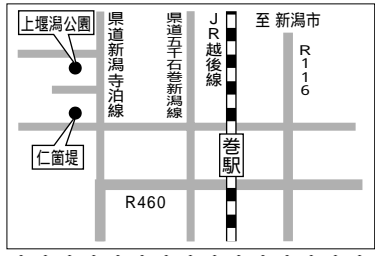 上堰潟公園
県道新潟寺泊線
県道五千石巻新潟線
JR越後線
至 新潟市
R116
仁箇堤
巻駅
R460